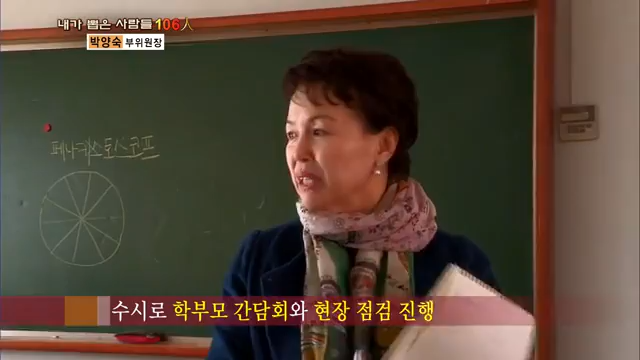 내가 뽑은 사람들 106人
박양숙 부위원장
페나키스토스코프
수시로 학부모 간담회와 현장 점검 진행